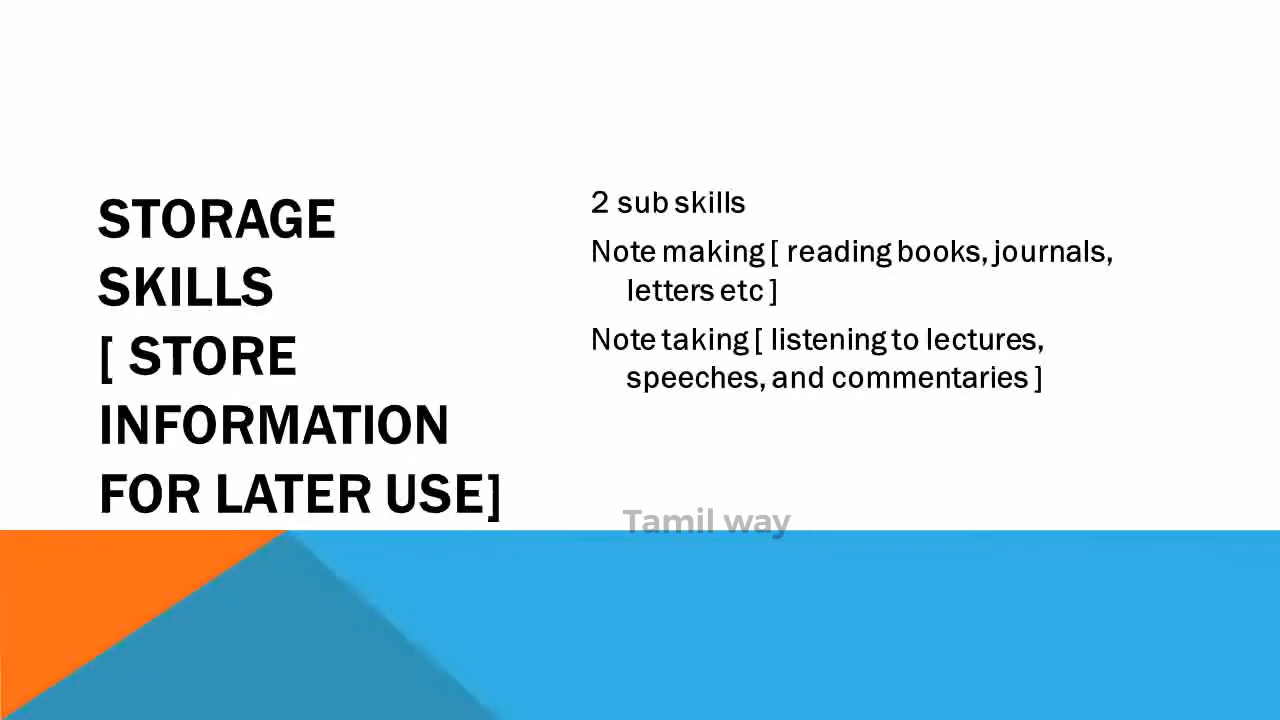 STORAGE
SKILLS
[ STORE
INFORMATION
FOR LATER USE]
2 sub skills
Note making [ reading books, journals,
letters etc ]
Note taking [ listening to lectures,
speeches, and commentaries ]
Tamil way